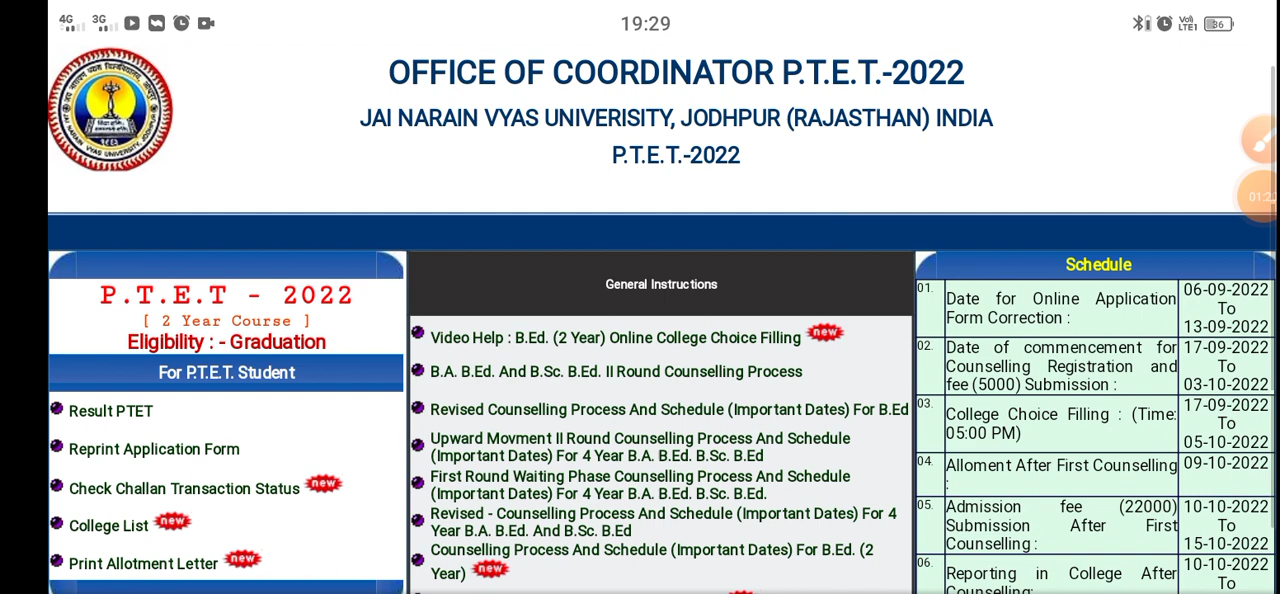 4G 3G 19:29 Vo) LTE1 36
OFFICE OF COORDINATOR P.T.E.T.-2022
JAI NARAIN VYAS UNIVERISITY, JODHPUR (RAJASTHAN) INDIA
P.T.E.T.-2022
P.T.E.T - 2022
[ 2 Year Course ]
Eligibility : - Graduation
For P.T.E.T. Student
Result PTET
Reprint Application Form
Check Challan Transaction Status new
College List new
Print Allotment Letter new
General Instructions
Video Help : B.Ed. (2 Year) Online College Choice Filling new
B.A. B.Ed. And B.Sc. B.Ed. II Round Counselling Process
Revised Counselling Process And Schedule (Important Dates) For B.Ed
Upward Movment II Round Counselling Process And Schedule
(Important Dates) For 4 Year B.A. B.Ed. B.Sc. B.Ed
First Round Waiting Phase Counselling Process And Schedule
(Important Dates) For 4 Year B.A. B.Ed. B.Sc. B.Ed.
Revised - Counselling Process And Schedule (Important Dates) For 4
Year B.A. B.Ed. And B.Sc. B.Ed
Counselling Process And Schedule (Important Dates) For B.Ed. (2
Year) new
Schedule
01. Date for Online Application Form Correction : 06-09-2022 To 13-09-2022
02. Date of commencement for Counselling Registration and fee (5000) Submission : 17-09-2022 To 03-10-2022
03. College Choice Filling : (Time: 05:00 PM) 17-09-2022 To 05-10-2022
04. Alloment After First Counselling : 09-10-2022
05. Admission fee (22000) Submission After First Counselling : 10-10-2022 To 15-10-2022
06. Reporting in College After Counselling: 10-10-2022 To